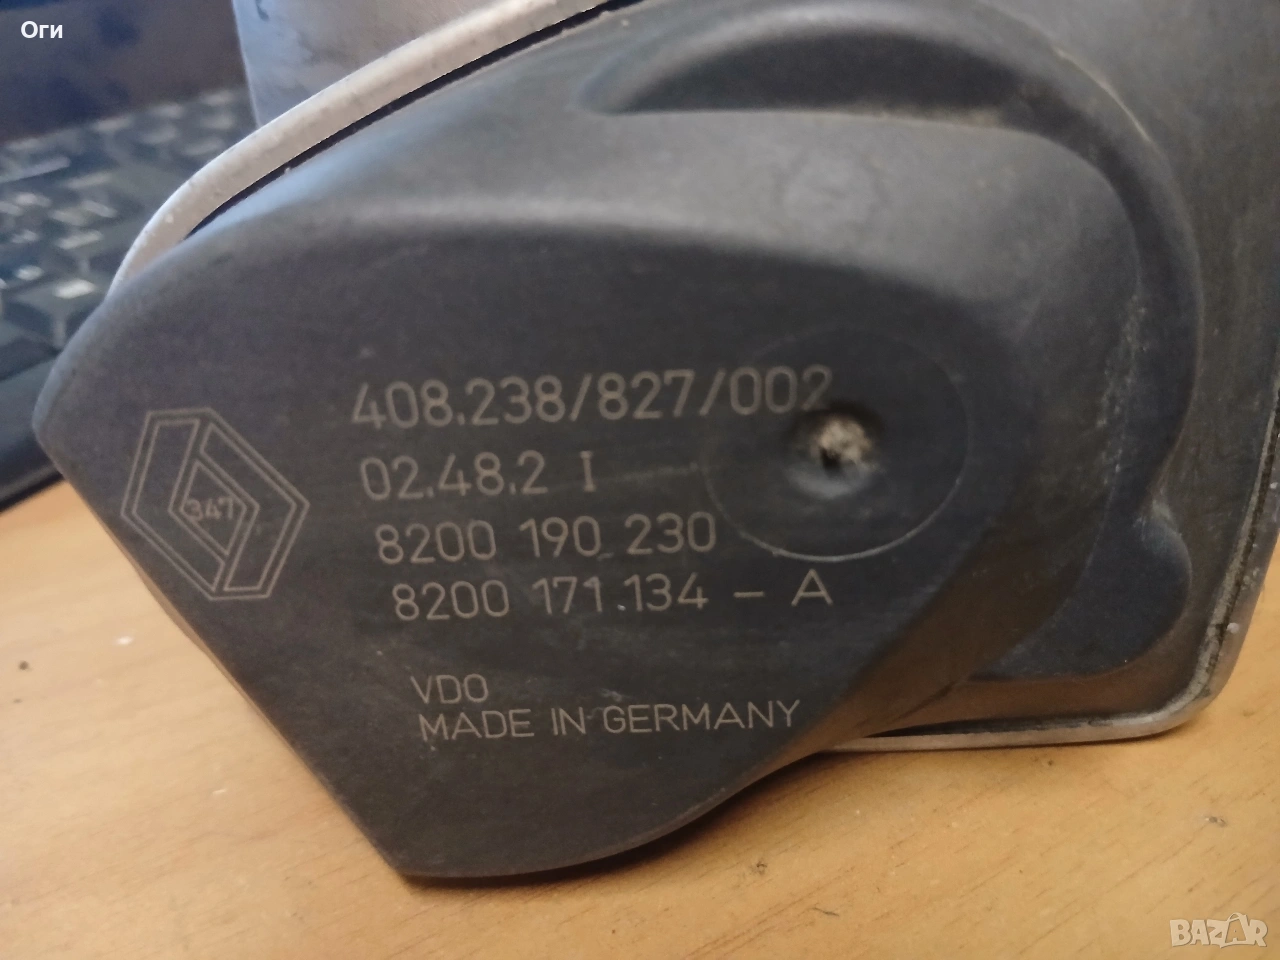 Оги
408.238/827/002
02.48.2 I
347
8200 190 230
8200 171.134 - A
VDO
MADE IN GERMANY
BAZAR